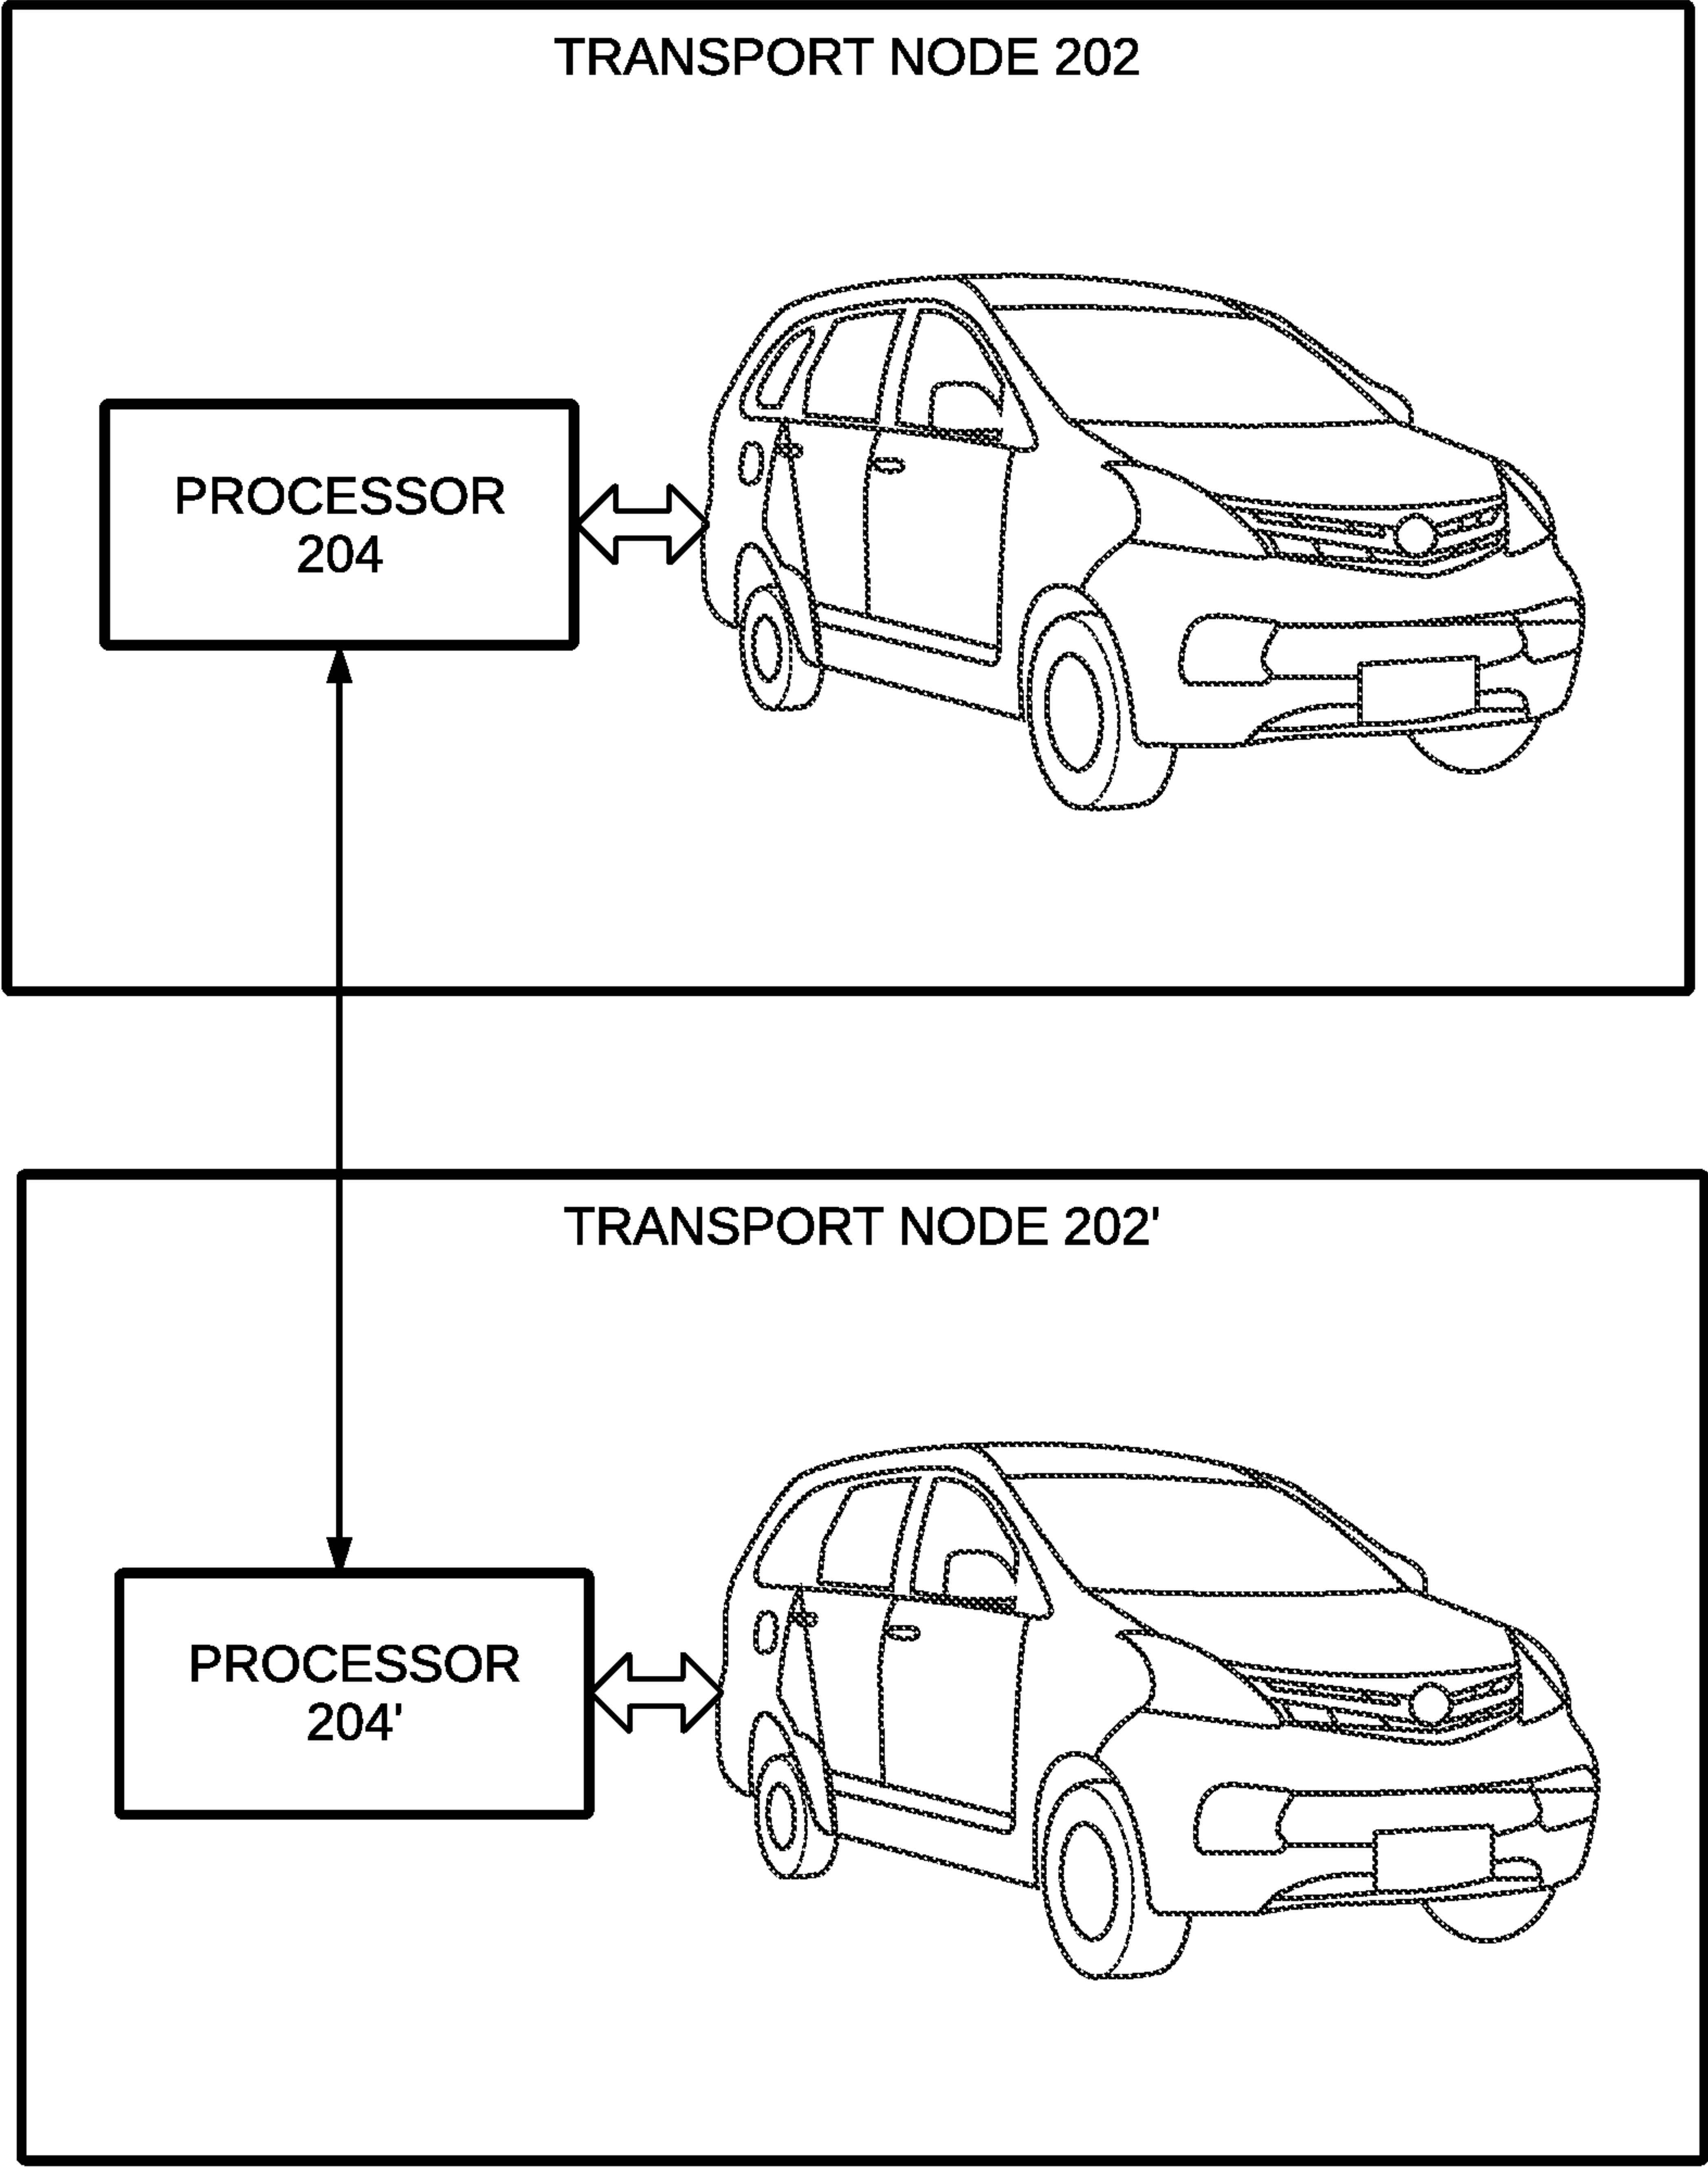 TRANSPORT NODE 202
PROCESSOR
204
TRANSPORT NODE 202'
PROCESSOR
204'